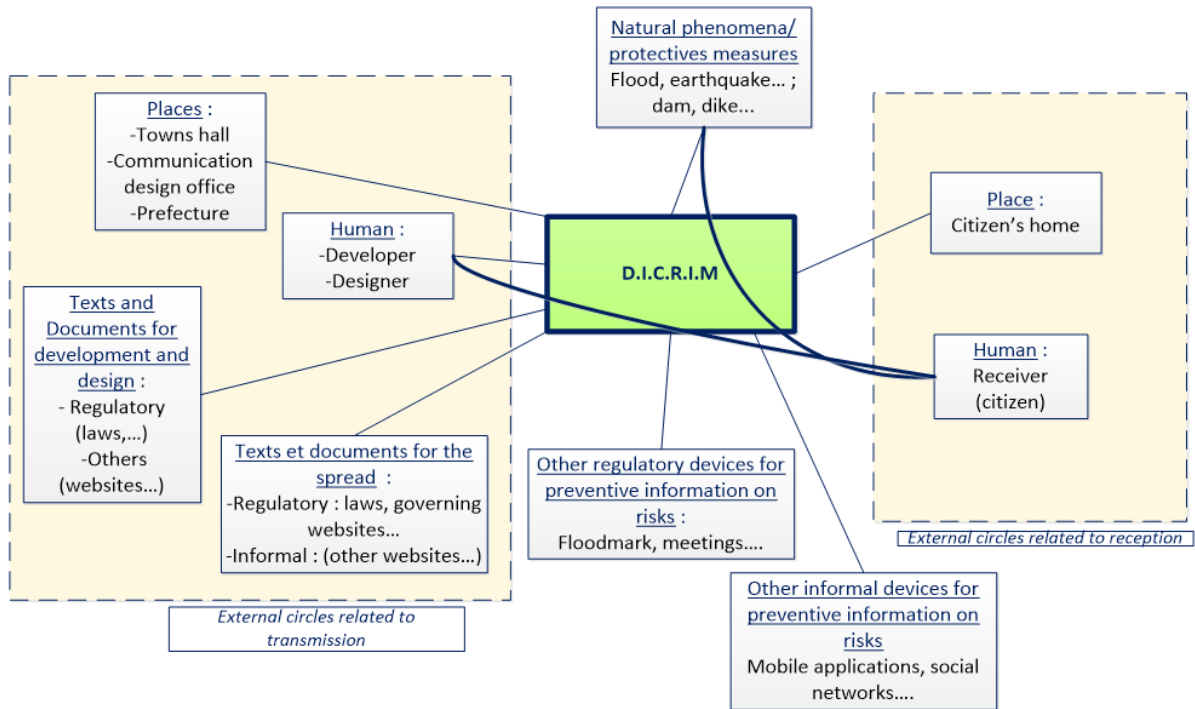 Natural phenomena/
protectives measures
Flood, earthquake… ;
dam, dike...
Places :
-Towns hall
-Communication
design office
-Prefecture
Human :
-Developer
-Designer
D.I.C.R.I.M
Place :
Citizen's home
Texts and
Documents for
development and
design :
- Regulatory
(laws,…)
-Others
(websites…)
Human :
Receiver
(citizen)
Texts et documents for the
spread :
-Regulatory : laws, governing
websites…
-Informal : (other websites…)
Other regulatory devices for
preventive information on
risks :
Floodmark, meetings….
External circles related to reception
Other informal devices for
preventive information on
risks
Mobile applications, social
networks….
External circles related to
transmission